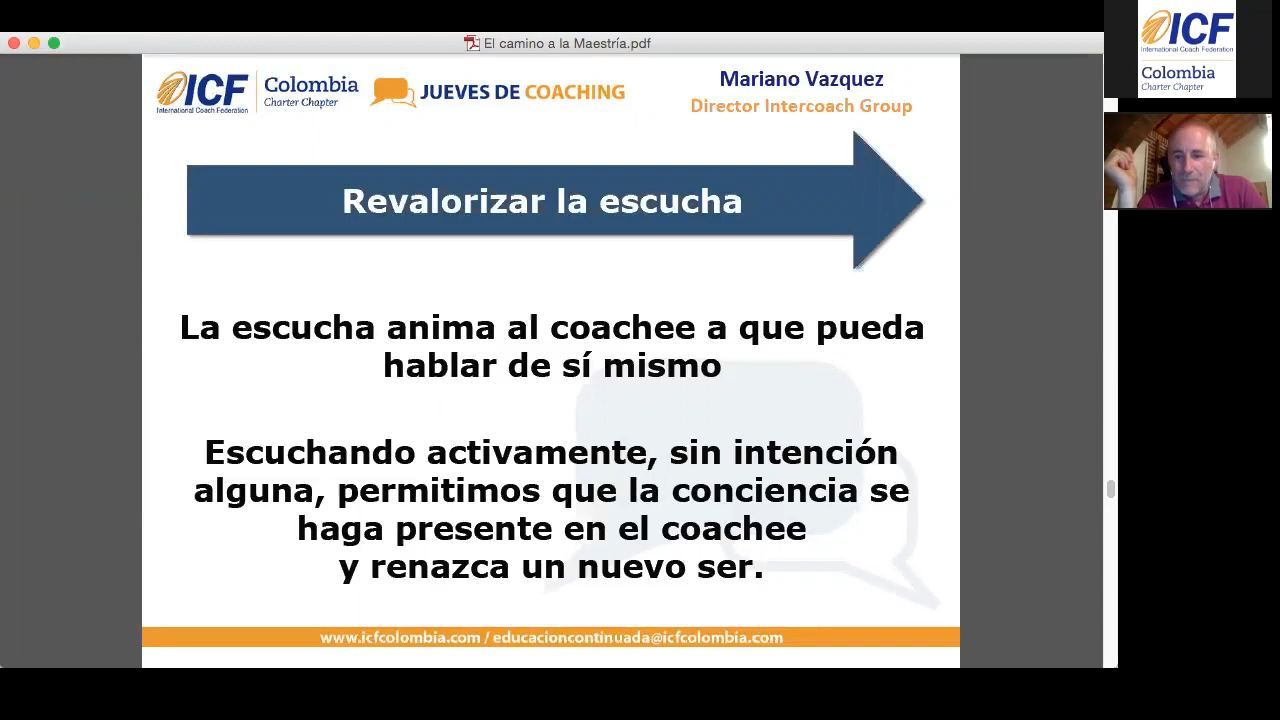 El camino a la Maestría.pdf
ICF
International Coach Federation
Colombia
Charter Chapter
JUEVES DE COACHING
Mariano Vazquez
Director Intercoach Group
Revalorizar la escucha
La escucha anima al coachee a que pueda
hablar de sí mismo
Escuchando activamente, sin intención
alguna, permitimos que la conciencia se
haga presente en el coachee
y renazca un nuevo ser.
www.icfcolombia.com / educacioncontinuada@icfcolombia.com
ICF
International Coach Federation
Colombia
Charter Chapter